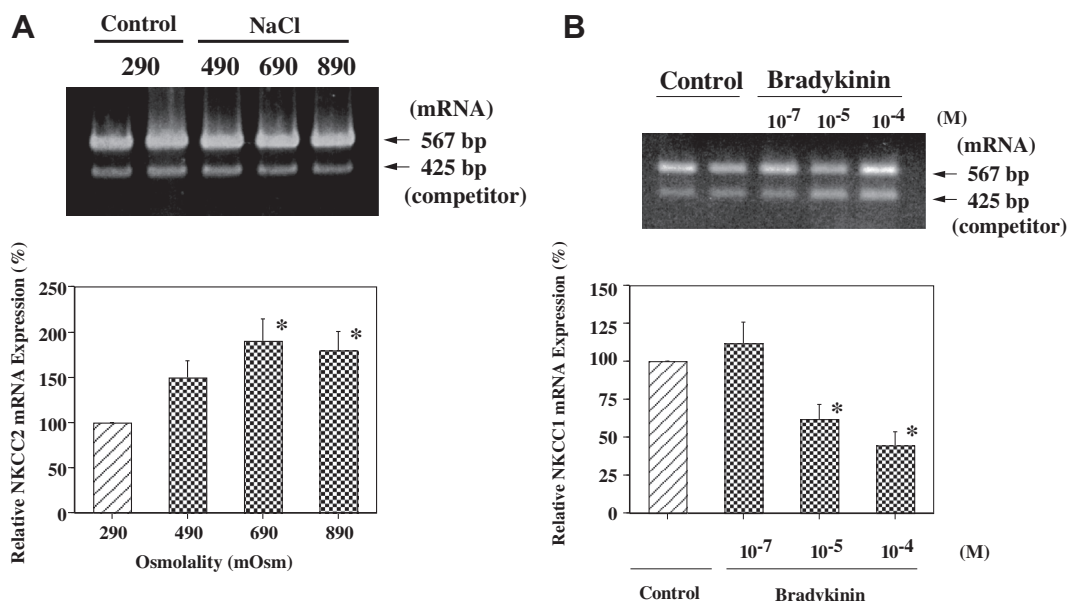 A
Control NaCl
290 490 690 890
(mRNA)
567 bp
425 bp
(competitor)
Relative NKCC2 mRNA Expression (%)
250
200
150
100
50
0
*
*
290 490 690 890
Osmolality (mOsm)
B
Control Bradykinin
10-7 10-5 10-4 (M)
(mRNA)
567 bp
425 bp
(competitor)
Relative NKCC1 mRNA Expression (%)
150
125
100
75
50
25
0
*
*
10-7 10-5 10-4 (M)
Control Bradykinin